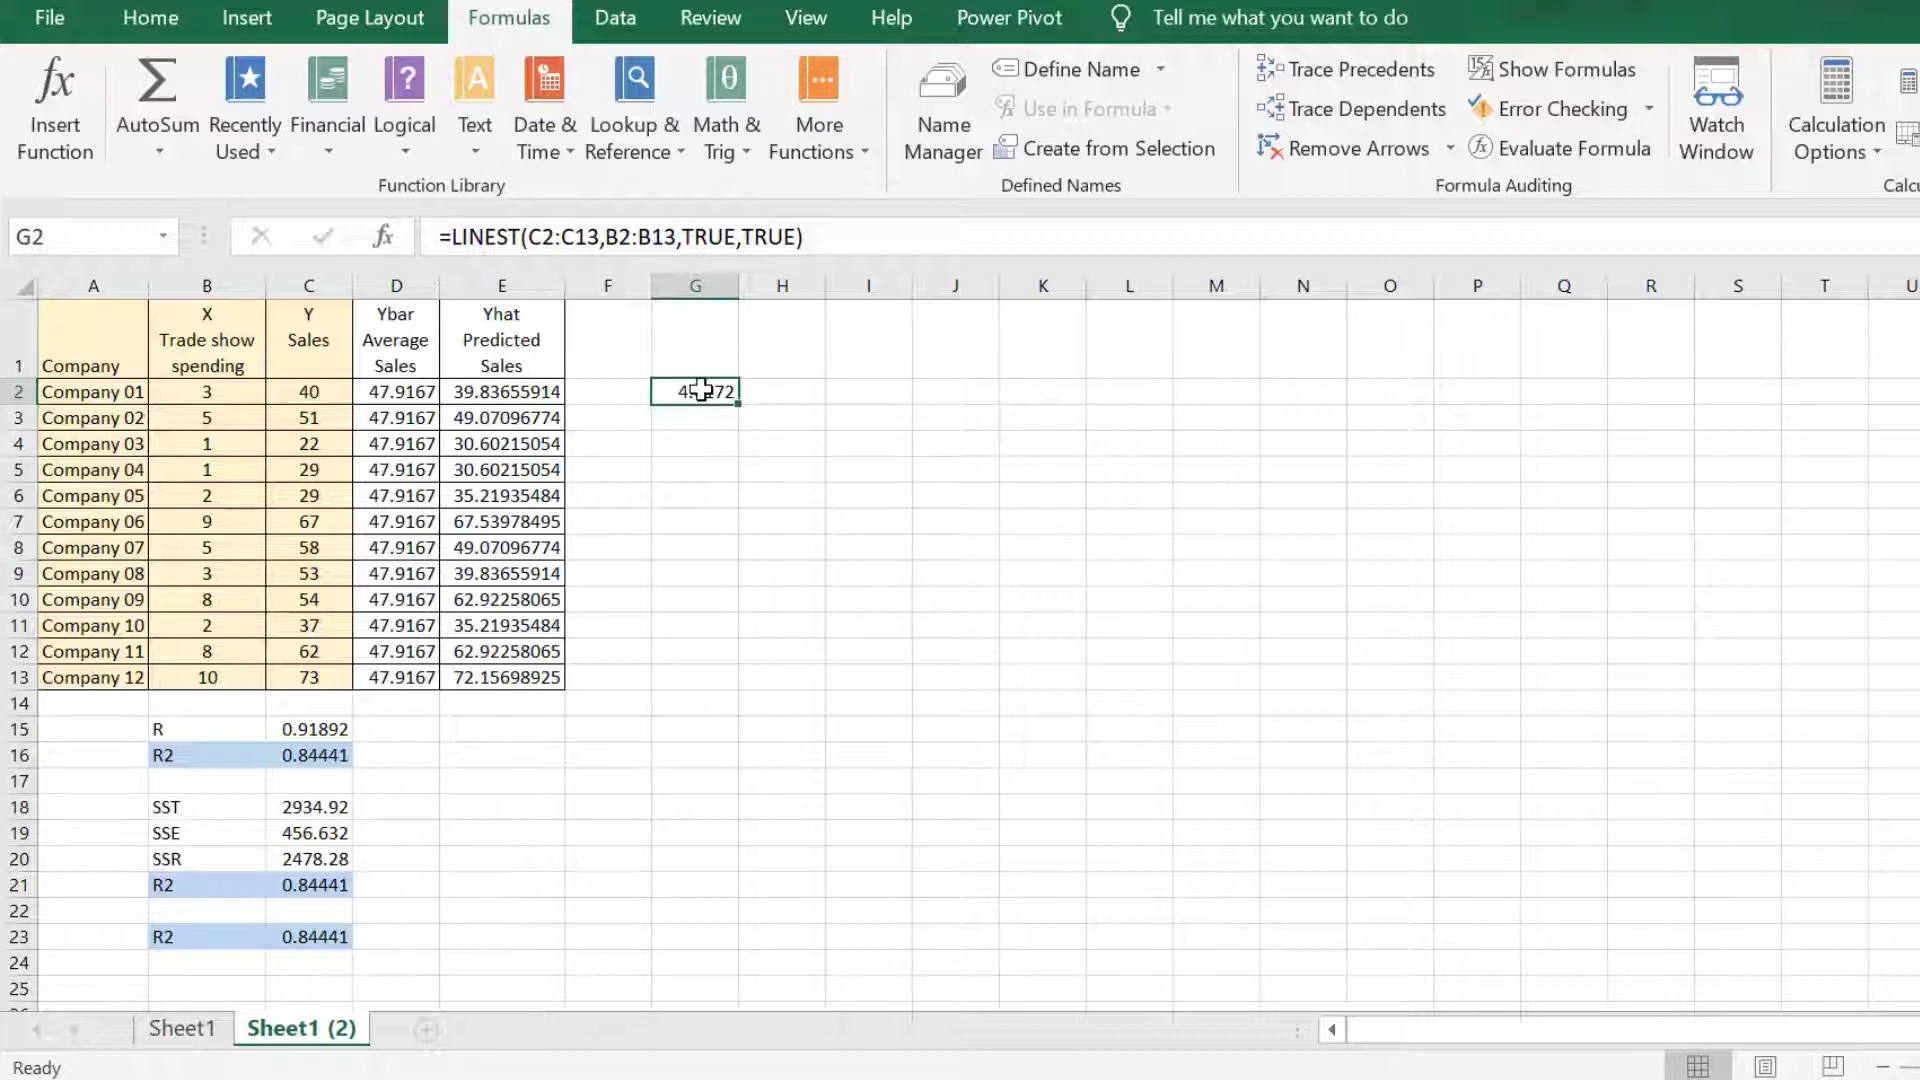 File Home Insert Page Layout Formulas Data Review View Help Power Pivot Tell me what you want to do
Insert Function
AutoSum
Recently Used
Financial
Logical
Text
Date & Time
Lookup & Reference
Math & Trig
More Functions
Function Library
Name Manager
Define Name
Use in Formula
Create from Selection
Defined Names
Trace Precedents
Trace Dependents
Remove Arrows
Show Formulas
Error Checking
Evaluate Formula
Formula Auditing
Watch Window
Calculation Options
G2 fx =LINEST(C2:C13,B2:B13,TRUE,TRUE)
A B C D E F G H I J K L M N O P Q R S T U
1 Company X Trade show spending Y Sales Ybar Average Sales Yhat Predicted Sales
2 Company 01 3 40 47.9167 39.83655914
3 Company 02 5 51 47.9167 49.07096774
4 Company 03 1 22 47.9167 30.60215054
5 Company 04 1 29 47.9167 30.60215054
6 Company 05 2 29 47.9167 35.21935484
7 Company 06 9 67 47.9167 67.53978495
8 Company 07 5 58 47.9167 49.07096774
9 Company 08 3 53 47.9167 39.83655914
10 Company 09 8 54 47.9167 62.92258065
11 Company 10 2 37 47.9167 35.21935484
12 Company 11 8 62 47.9167 62.92258065
13 Company 12 10 73 47.9167 72.15698925
14
15 R 0.91892
16 R2 0.84441
17
18 SST 2934.92
19 SSE 456.632
20 SSR 2478.28
21 R2 0.84441
22
23 R2 0.84441
24
25
Sheet1 Sheet1 (2)
Ready